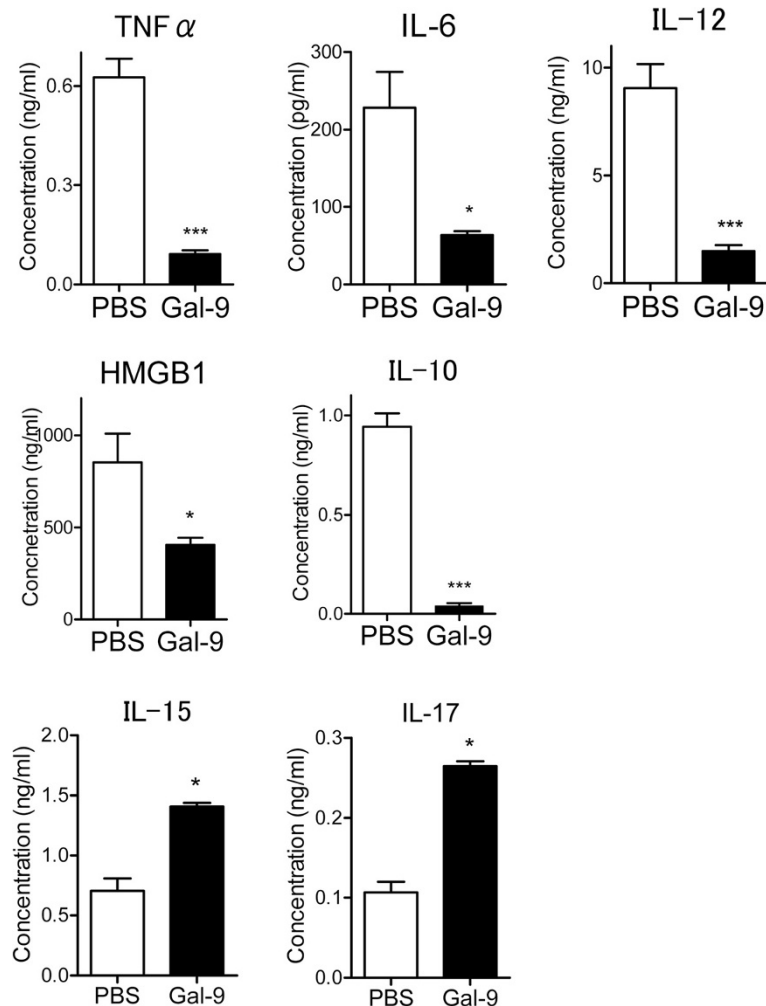 TNF α
Concentration (ng/ml)
0.6
0.3
0.0
***
PBS Gal-9
IL-6
Concentration (pg/ml)
300
200
100
0
*
PBS Gal-9
IL-12
Concentration (ng/ml)
10
5
0
***
PBS Gal-9
HMGB1
Concnetration (ng/ml)
1000
500
0
*
PBS Gal-9
IL-10
Concentration (ng/ml)
1.0
0.5
0.0
***
PBS Gal-9
IL-15
Concentration (ng/ml)
2.0
1.5
1.0
0.5
0.0
*
PBS Gal-9
IL-17
Concentration (ng/ml)
0.3
0.2
0.1
0.0
*
PBS Gal-9